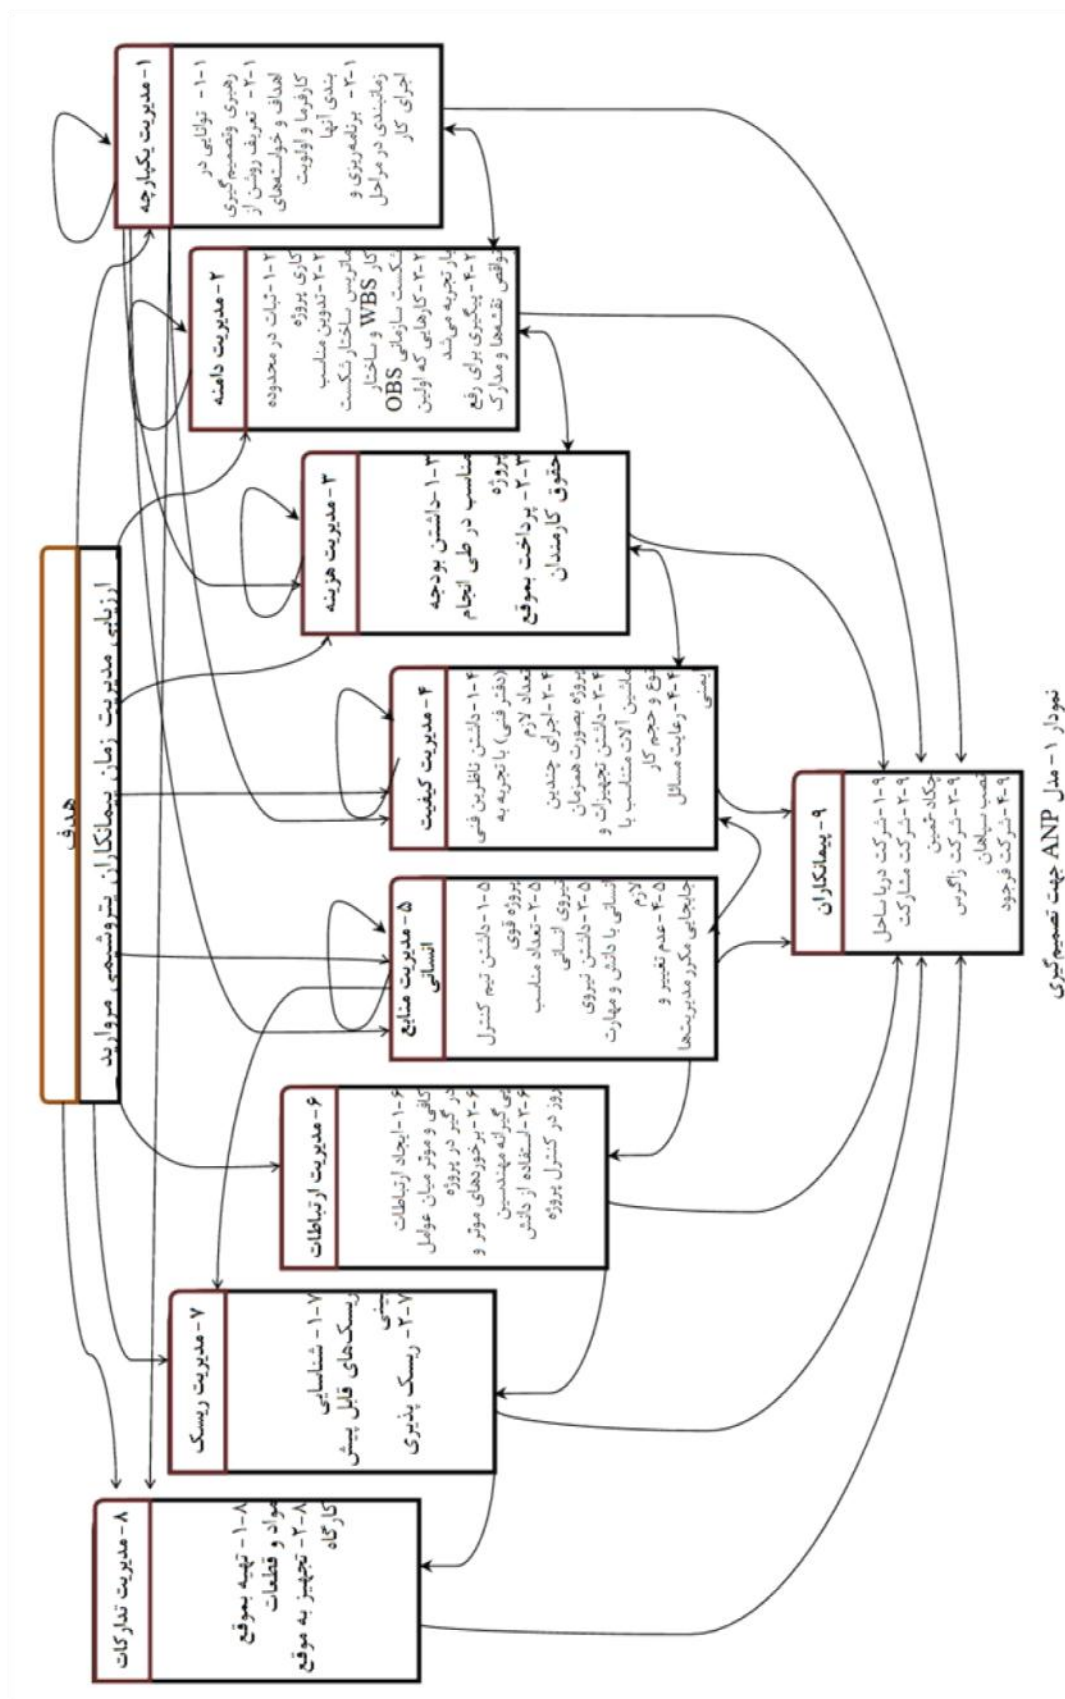 هدف
ارزیابی مدیریت زمان پیمانکاران پتروشیمی مروارید
۱- مدیریت یکپارچه
۱-۱- توانایی در
رهبری وتصمیم گیری
۲-۱- تعریف روشن از
اهداف و خواسته‌های
کارفرما و اولویت
بندی آنها
۳-۱- برنامه‌ریزی و
زمانبندی در مراحل
اجرای کار
۲- مدیریت دامنه
۱-۲- ثبات در محدوده
کاری پروژه
۲-۲- تدوین مناسب
ماتریس ساختار شکست
کار WBS و ساختار
شکست سازمانی OBS
۳-۲- کارهایی که اولین
بار تجربه می‌شد
۴-۲- پیگیری برای رفع
نواقص نقشه‌ها و مدارک
۳- مدیریت هزینه
۱-۳- داشتن بودجه
مناسب در طی انجام
پروژه
۲-۳- پرداخت بموقع
حقوق کارمندان
۴- مدیریت کیفیت
۱-۴- داشتن ناظرین فنی
(دفتر فنی) با تجربه به
تعداد لازم
۲-۴- اجرای چندین
پروژه بصورت همزمان
۳-۴- داشتن تجهیزات و
ماشین آلات متناسب با
نوع و حجم کار
۴-۴- رعایت مسائل
ایمنی
۵- مدیریت منابع
انسانی
۱-۵- داشتن تیم کنترل
پروژه قوی
۲-۵- تعداد مناسب
نیروی انسانی
۳-۵- داشتن نیروی
انسانی با دانش و مهارت
لازم
۴-۵- عدم تغییر و
جابجایی مکرر مدیریت‌ها
۶- مدیریت ارتباطات
۱-۶- ایجاد ارتباطات
کافی و موثر میان عوامل
در گیر در پروژه
۲-۶- برخوردهای موثر و
پی گیرانه مهندسین
۳-۶- استفاده از دانش
روز در کنترل پروژه
۷- مدیریت ریسک
۱-۷- شناسایی
ریسک‌های قابل پیش
بینی
۲-۷- ریسک پذیری
۸- مدیریت تدارکات
۱-۸- تهیه بموقع
مواد و قطعات
۲-۸- تجهیز به موقع
کارگاه
۹- پیمانکاران
۱-۹- شرکت دریا ساحل
۲-۹- شرکت مشارکت
چکاد-ثمین
۳-۹- شرکت زاگرس
نصب سپاهان
۴-۹- شرکت فرجود
نمودار ۱- مدل ANP جهت تصمیم گیری